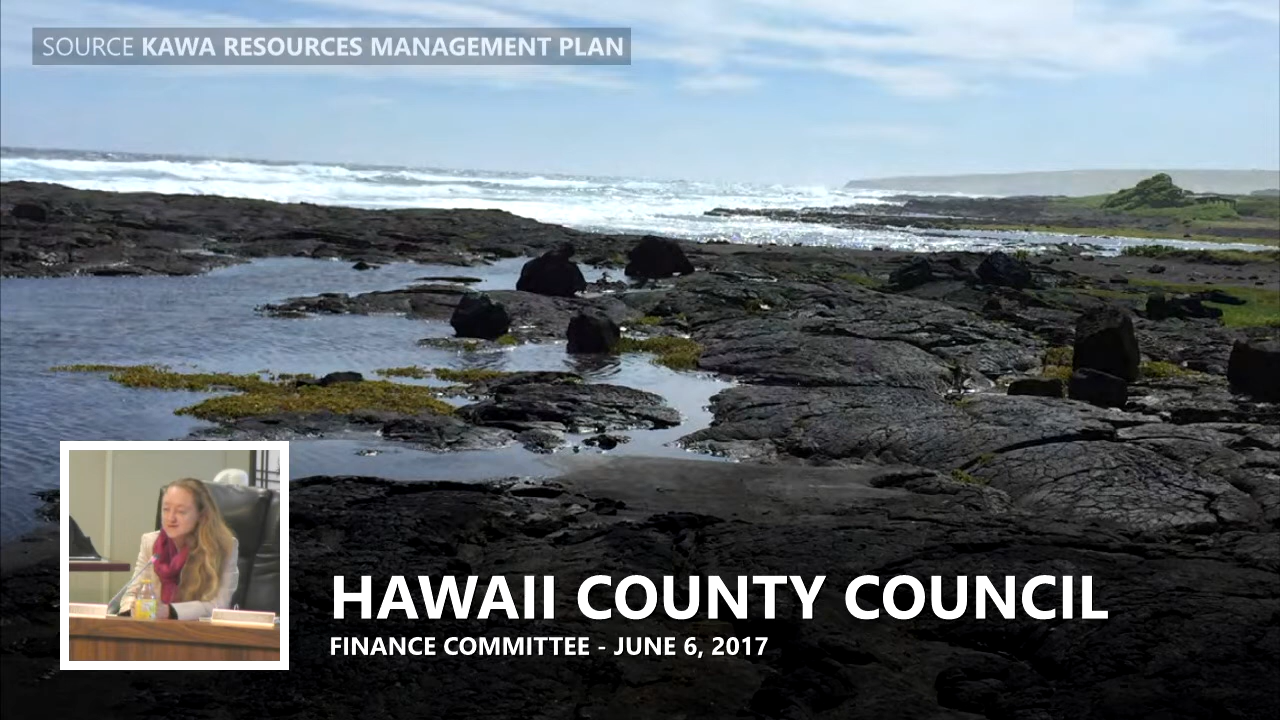 SOURCE KAWA RESOURCES MANAGEMENT PLAN
HAWAII COUNTY COUNCIL
FINANCE COMMITTEE - JUNE 6, 2017